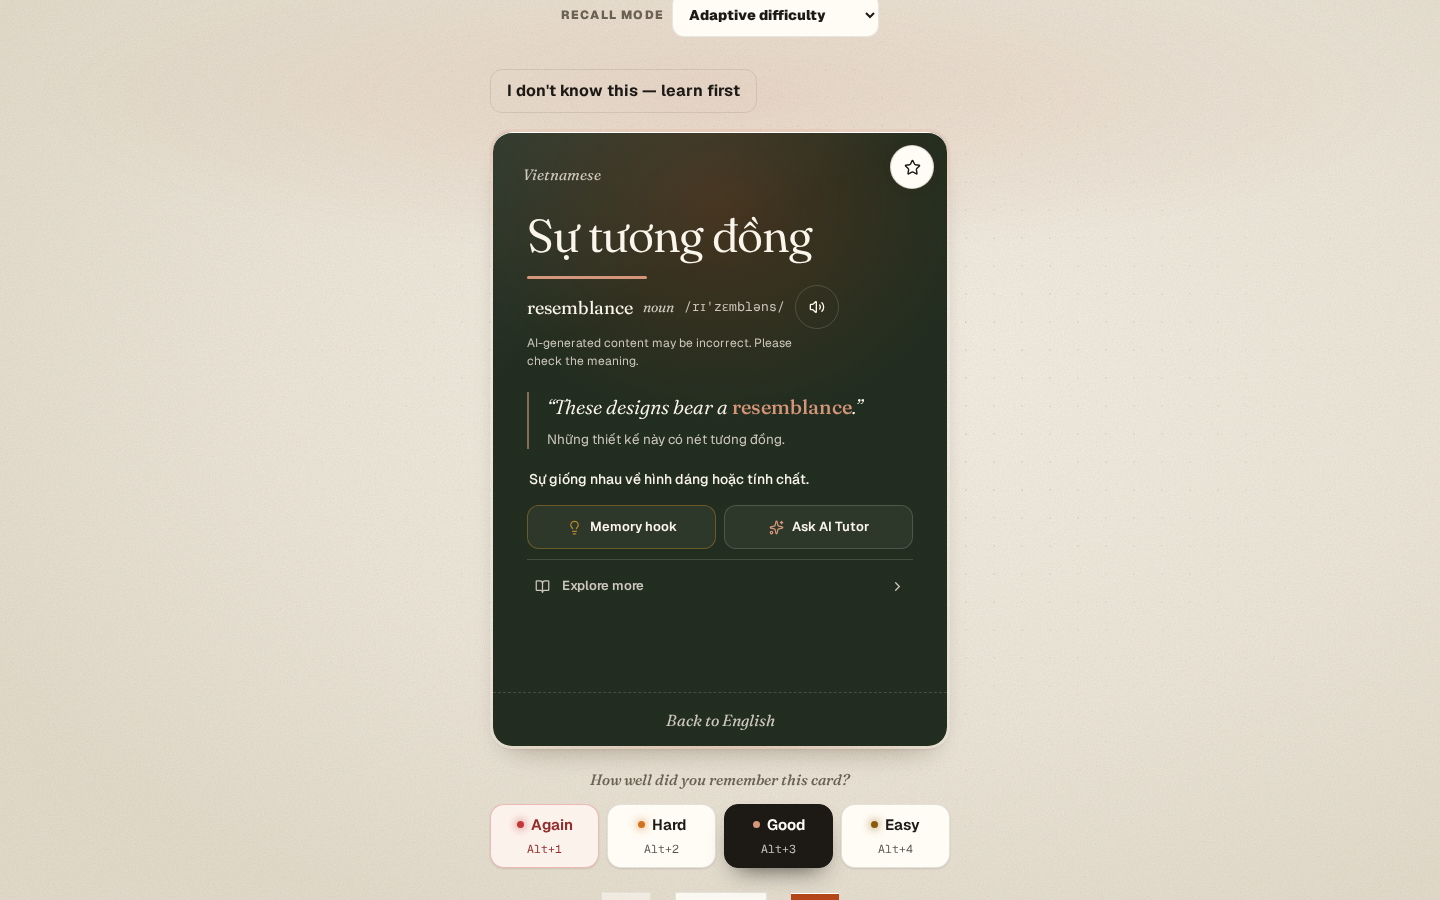 RECALL MODE Adaptive difficulty
I don't know this — learn first
Vietnamese
Sự tương đồng
resemblance noun /rɪˈzɛmbləns/
AI-generated content may be incorrect. Please
check the meaning.
“These designs bear a resemblance.”
Những thiết kế này có nét tương đồng.
Sự giống nhau về hình dáng hoặc tính chất.
Memory hook Ask AI Tutor
Explore more
Back to English
How well did you remember this card?
Again Hard Good Easy
Alt+1 Alt+2 Alt+3 Alt+4